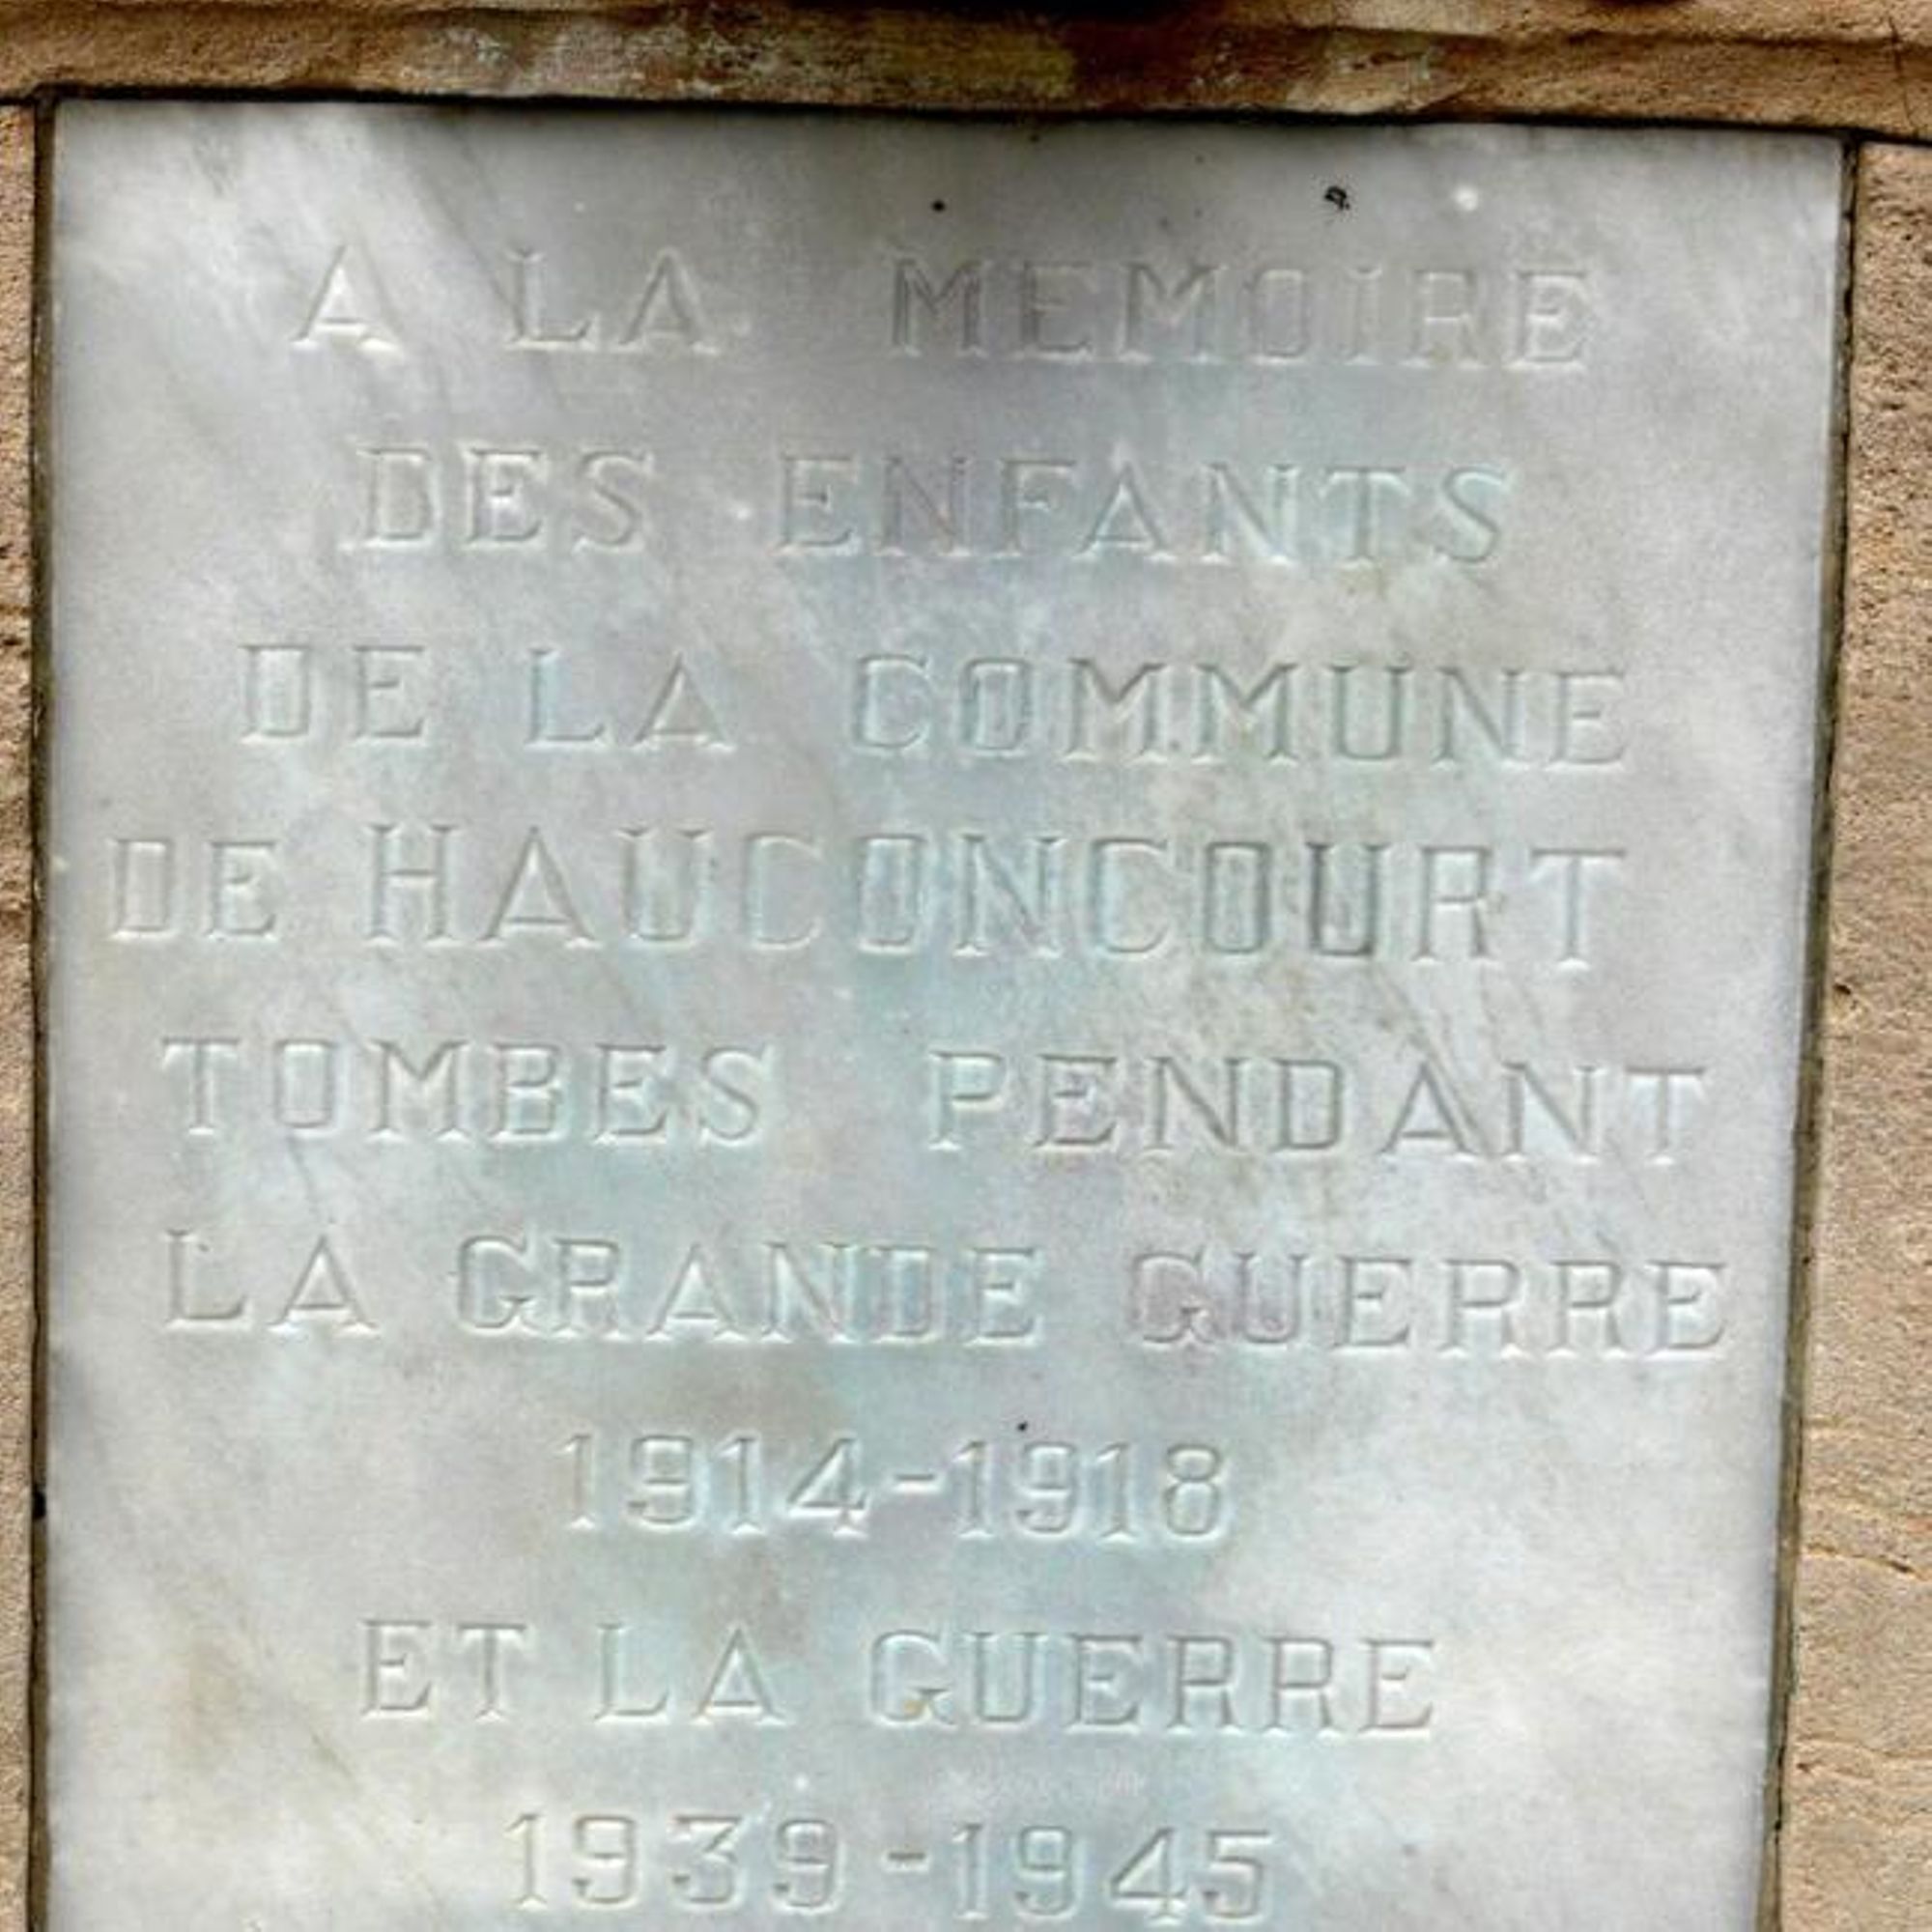 A LA MEMOIRE
DES ENFANTS
DE LA COMMUNE
DE HAUCONCOURT
TOMBES PENDANT
LA GRANDE GUERRE
1914-1918
ET LA GUERRE
1939-1945